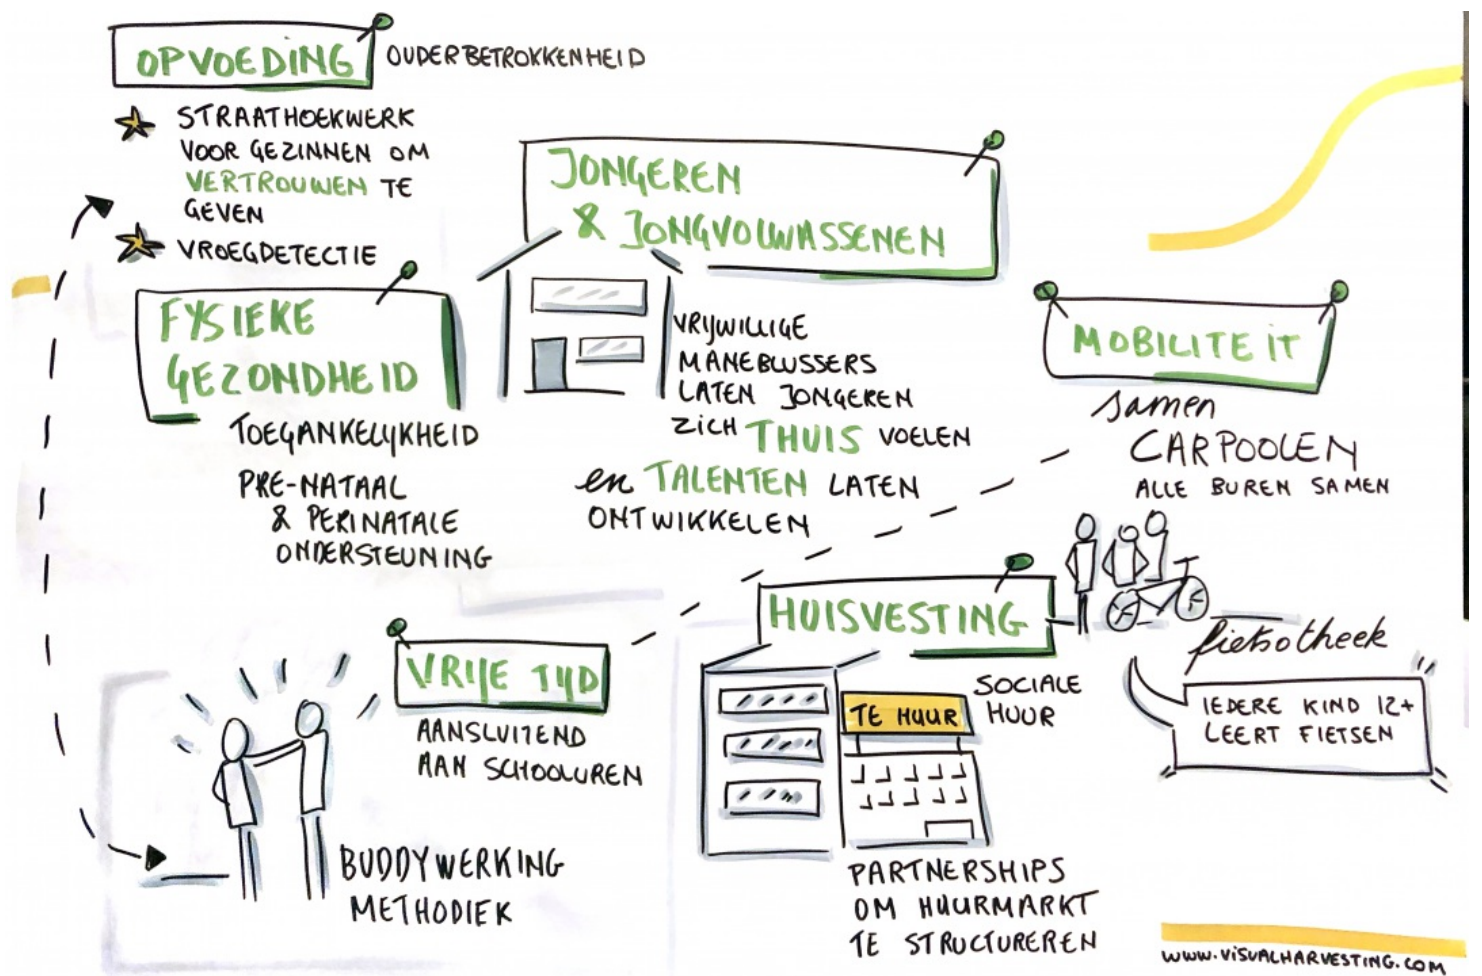 OPVOEDING
OUDERBETROKKENHEID
STRAATHOEKWERK
VOOR GEZINNEN OM
VERTROUWEN TE
GEVEN
VROEGDETECTIE
JONGEREN
& JONGVOLWASSENEN
VRIJWILLIGE
MANEBLUSSERS
LATEN JONGEREN
ZICH THUIS VOELEN
en TALENTEN LATEN
ONTWIKKELEN
FYSIEKE
GEZONDHEID
TOEGANKELIJKHEID
PRE-NATAAL
& PERINATALE
ONDERSTEUNING
MOBILITEIT
samen
CARPOOLEN
ALLE BUREN SAMEN
fietsotheek
IEDERE KIND 12+
LEERT FIETSEN
VRIJE TIJD
AANSLUITEND
AAN SCHOOLUREN
BUDDYWERKING
METHODIEK
HUISVESTING
SOCIALE
HUUR
TE HUUR
PARTNERSHIPS
OM HUURMARKT
TE STRUCTUREREN
WWW.VISUALHARVESTING.COM